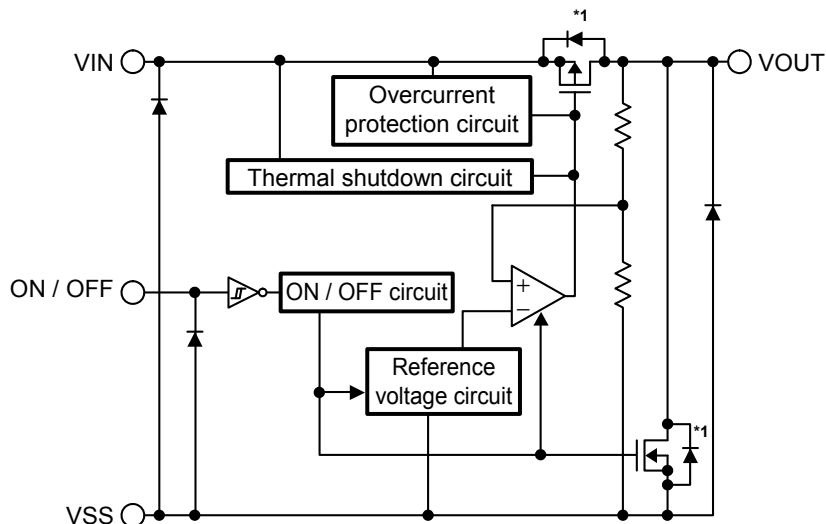 *1
VIN
VOUT
Overcurrent
protection circuit
Thermal shutdown circuit
ON / OFF
ON / OFF circuit
+
−
Reference
voltage circuit
*1
VSS